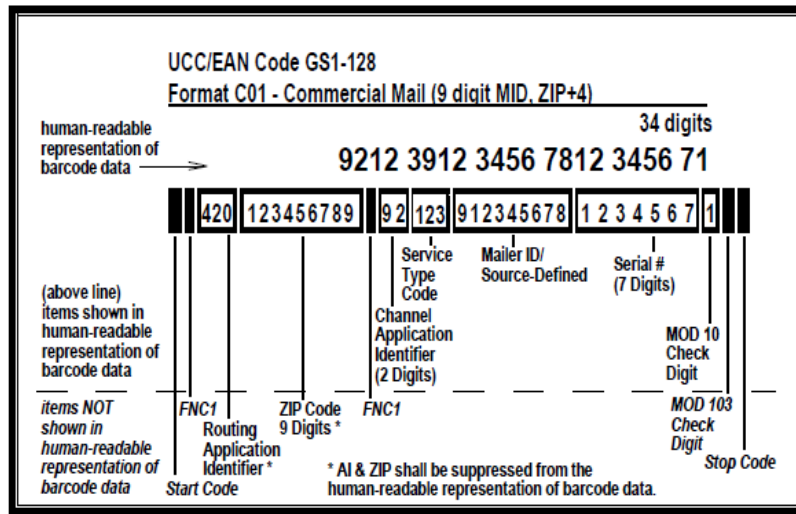 UCC/EAN Code GS1-128
Format C01 - Commercial Mail (9 digit MID, ZIP+4)
34 digits
human-readable
representation of
barcode data
9212 3912 3456 7812 3456 71
420 123456789 92 123 912345678 1234567 1
Service
Type
Code
Mailer ID/
Source-Defined
Serial #
(7 Digits)
(above line)
items shown in
human-readable
representation of
barcode data
Channel
Application
Identifier
(2 Digits)
MOD 10
Check
Digit
items NOT
shown in
human-readable
representation of
barcode data
FNC1
Routing
Application
Identifier *
Start Code
ZIP Code
9 Digits *
FNC1
MOD 103
Check
Digit
Stop Code
* AI & ZIP shall be suppressed from the
human-readable representation of barcode data.